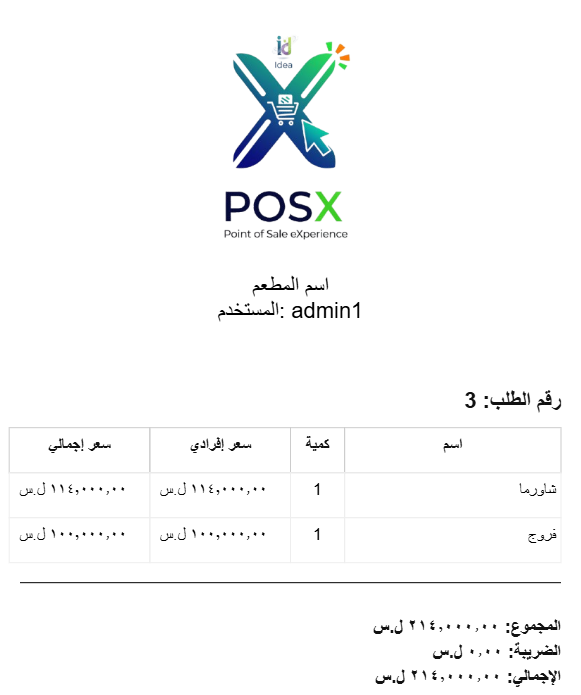 id
Idea
POSX
Point of Sale eXperience
اسم المطعم
المستخدم: admin1
رقم الطلب: 3
اسم كمية سعر إفرادي سعر إجمالي
شاورما 1 ١١٤,٠٠٠,٠٠ ل.س ١١٤,٠٠٠,٠٠ ل.س
فروج 1 ١٠٠,٠٠٠,٠٠ ل.س ١٠٠,٠٠٠,٠٠ ل.س
المجموع: ٢١٤,٠٠٠,٠٠ ل.س
الضريبة: ٠,٠٠ ل.س
الإجمالي: ٢١٤,٠٠٠,٠٠ ل.س